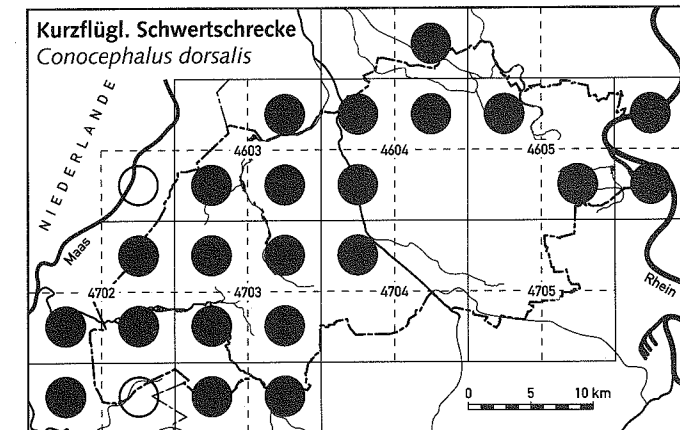 Kurzflügl. Schwertschrecke
Conocephalus dorsalis
NIEDERLANDE
4603
4604
4605
Maas
Rhein
4702
4703
4704
4705
0 5 10 km